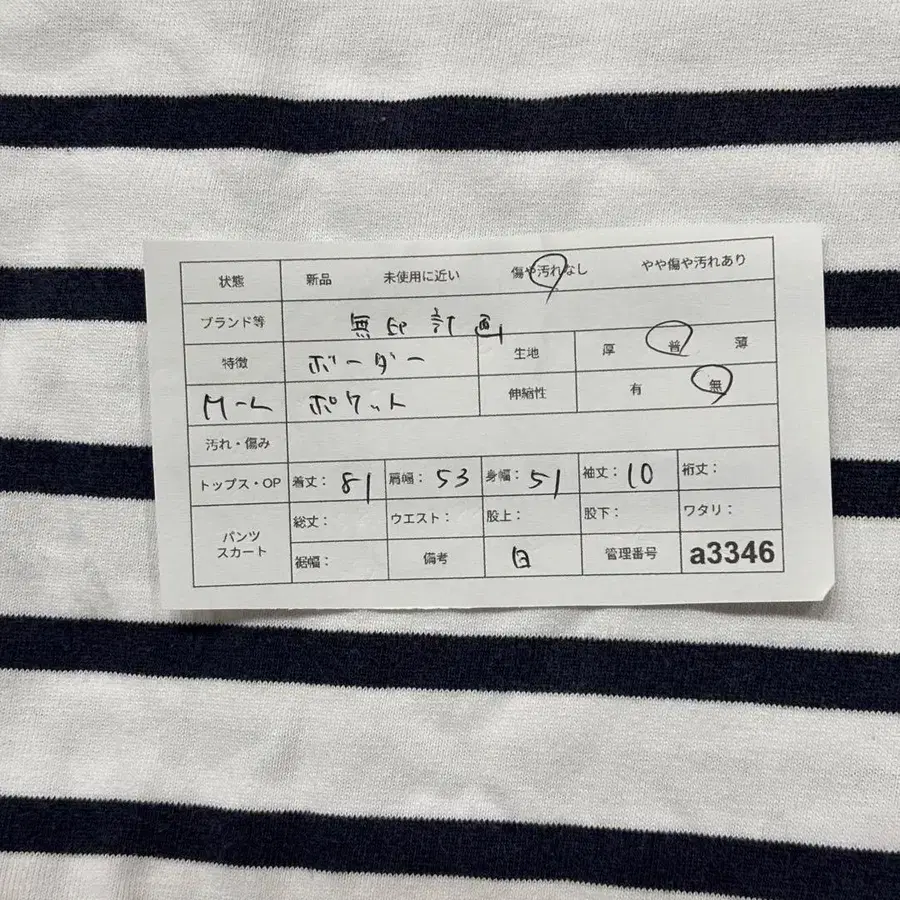 状態 新品 未使用に近い 傷や汚れなし やや傷や汚れあり
ブランド等 無印計画
特徴 ボーダー 生地 厚 普 薄
M-L ポケット 伸縮性 有 無
汚れ・傷み
トップス・OP 着丈: 81 肩幅: 53 身幅: 51 袖丈: 10 裄丈:
パンツ 総丈: ウエスト: 股上: 股下: ワタリ:
スカート
裾幅: 備考 白 管理番号 a3346